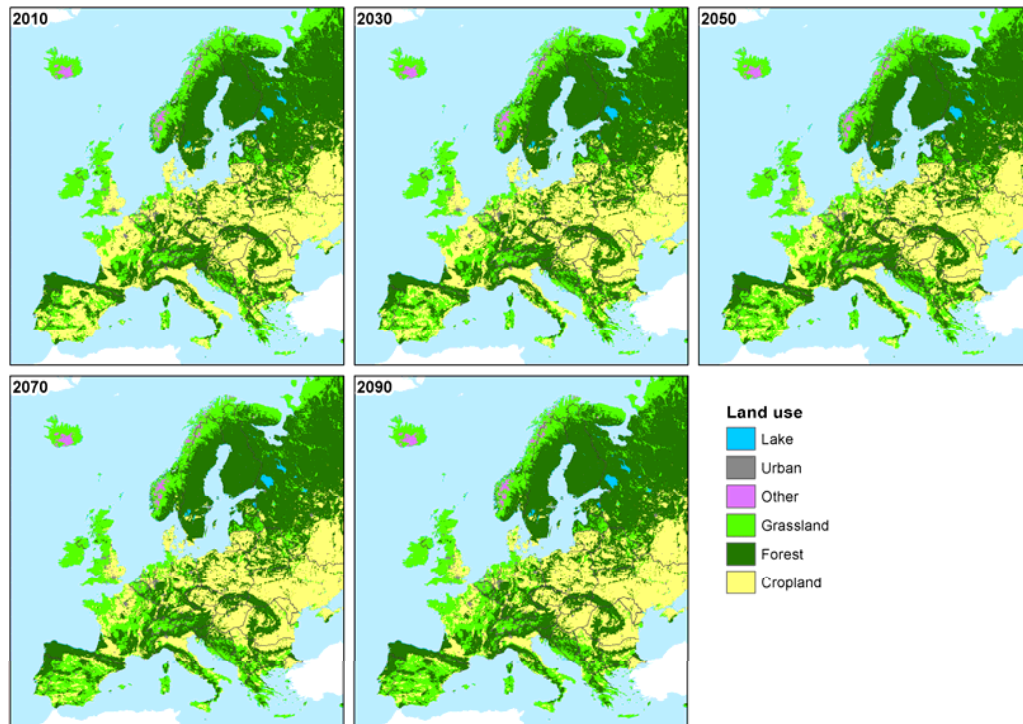 2010
2030
2050
2070
2090
Land use
Lake
Urban
Other
Grassland
Forest
Cropland